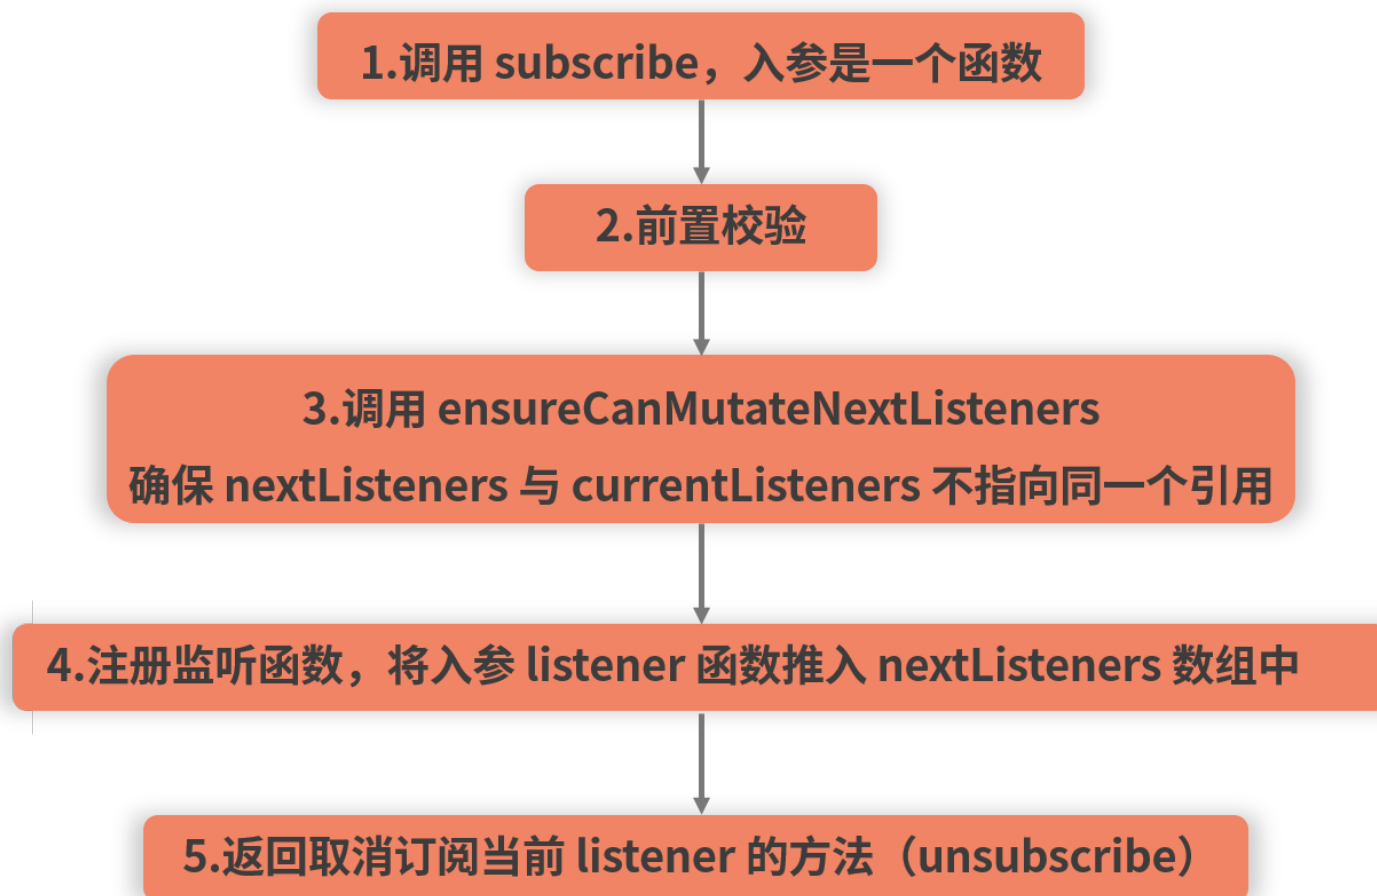 1.调用 subscribe，入参是一个函数
2.前置校验
3.调用 ensureCanMutateNextListeners
确保 nextListeners 与 currentListeners 不指向同一个引用
4.注册监听函数，将入参 listener 函数推入 nextListeners 数组中
5.返回取消订阅当前 listener 的方法（unsubscribe）